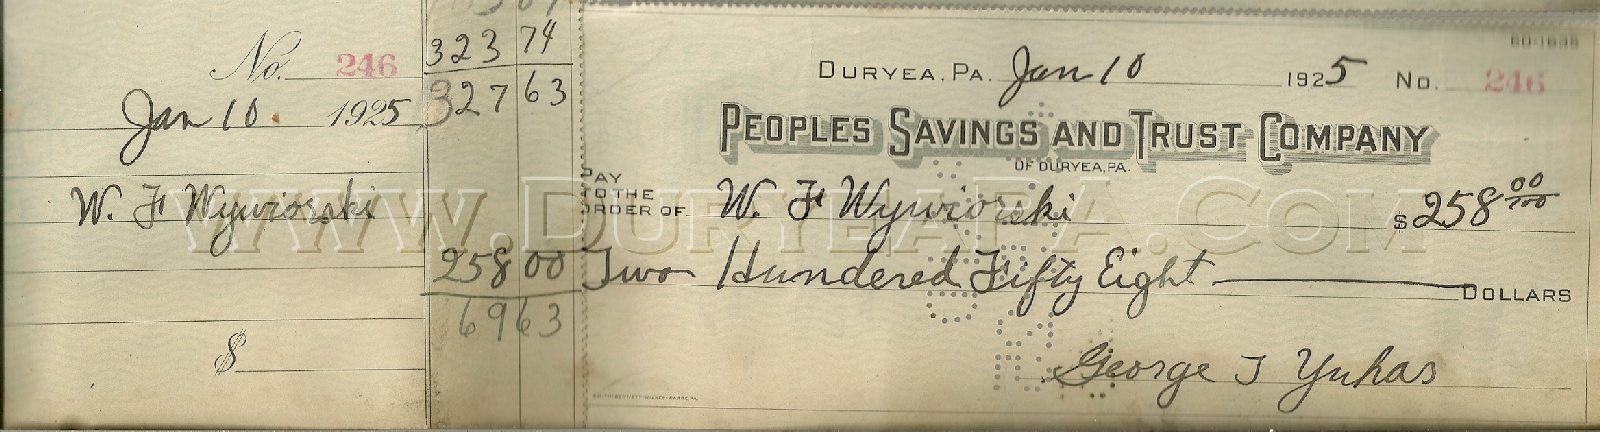 323 74
No. 246
327 63
Jan 10. 1925
W. F Wywiorski
258 00
69 63
$
60-1695
DURYEA, PA. Jan 10 1925 No. 246
PEOPLES SAVINGS AND TRUST COMPANY
OF DURYEA, PA.
PAY
TO THE
ORDER OF W. F Wywiorski $258 00/100
Two Hundered Fifty Eight DOLLARS
George J Yuhas
WWW.DURYEAPA.COM